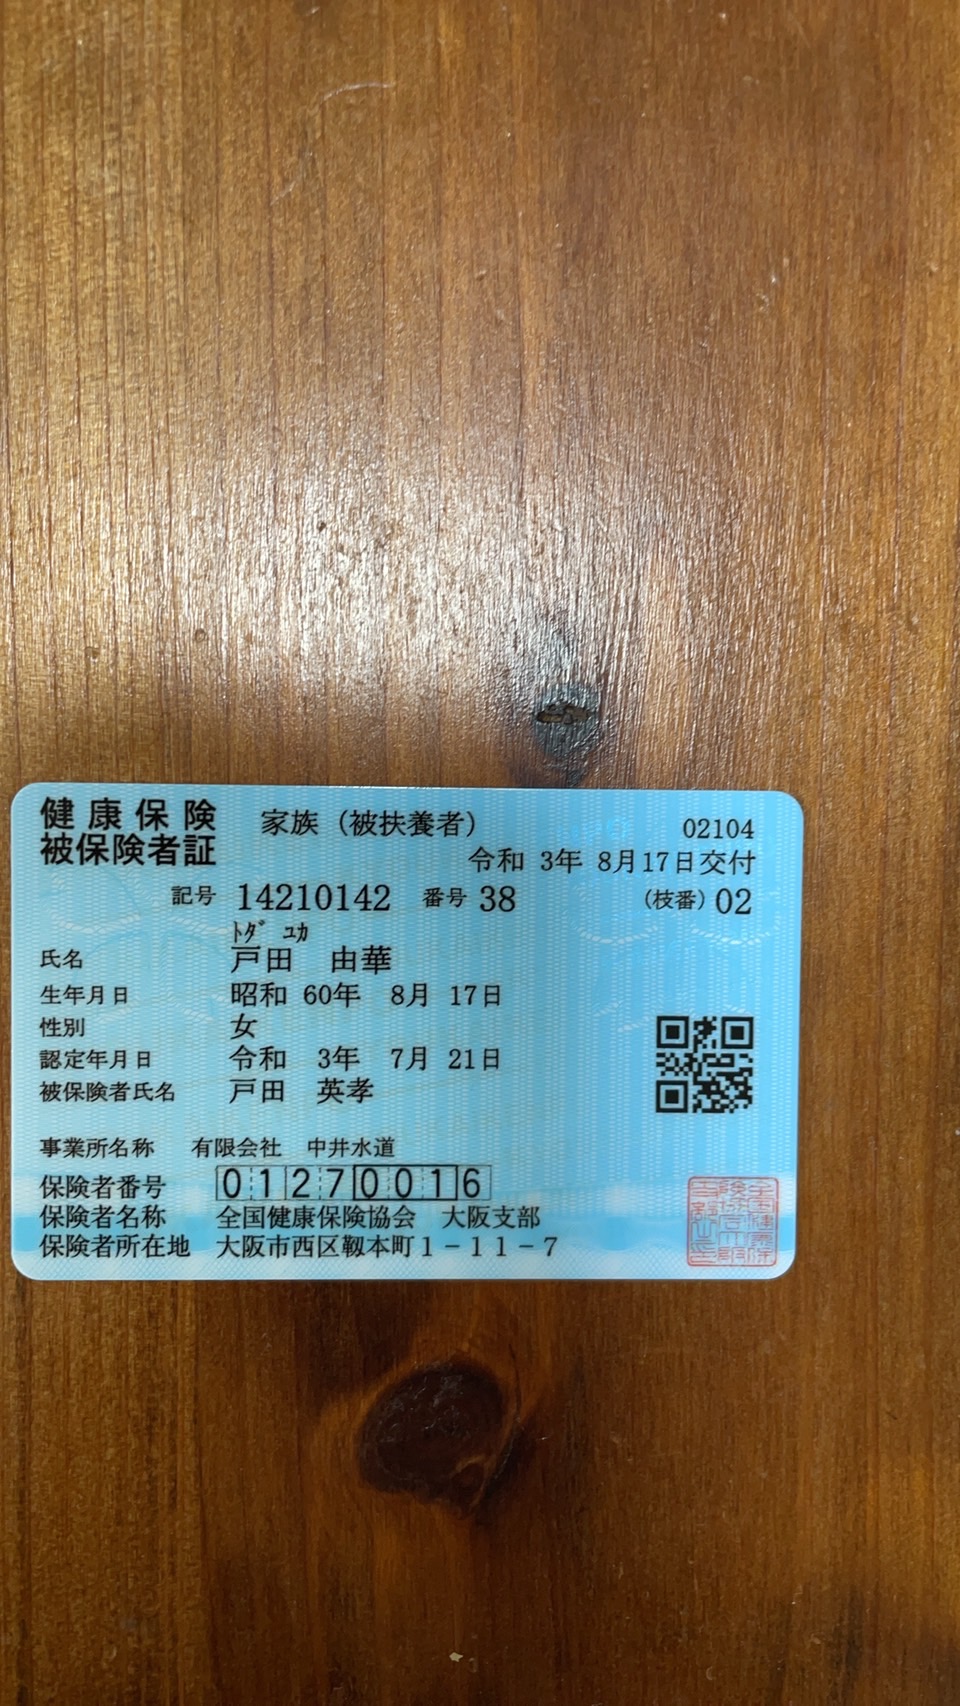 健康保険 家族（被扶養者） 02104
被保険者証 令和 3年 8月17日交付
記号 14210142 番号 38 （枝番）02
ﾄﾀﾞ ﾕｶ
氏名 戸田 由華
生年月日 昭和 60年 8月 17日
性別 女
認定年月日 令和 3年 7月 21日
被保険者氏名 戸田 英孝
事業所名称 有限会社 中井水道
保険者番号 01270016
保険者名称 全国健康保険協会 大阪支部
保険者所在地 大阪市西区靱本町1－11－7